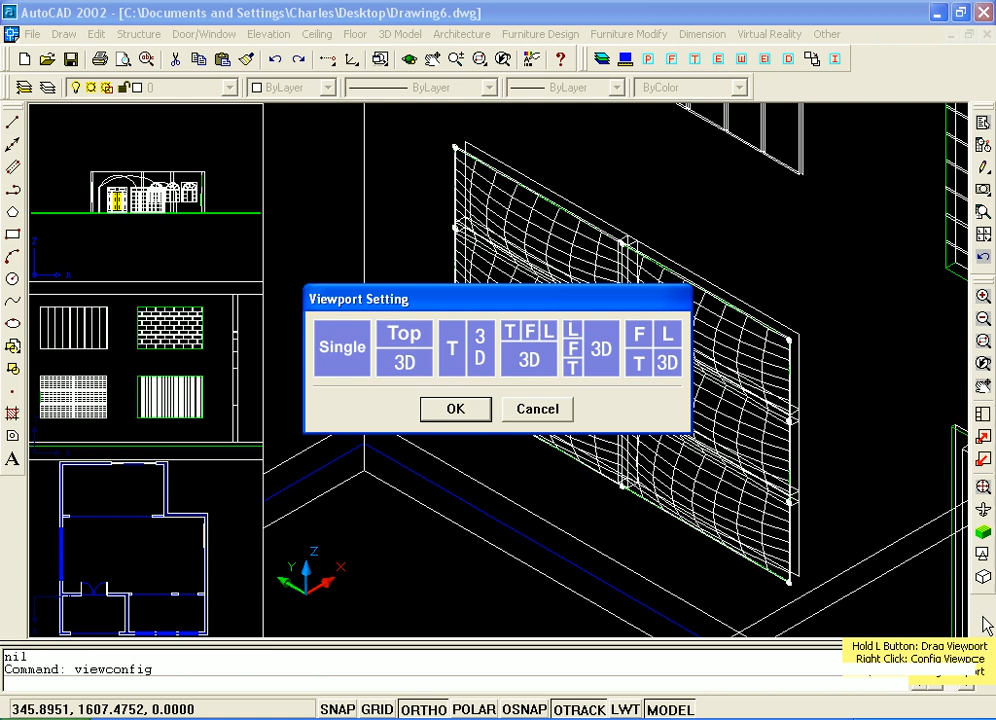 AutoCAD 2002 - [C:\Documents and Settings\Charles\Desktop\Drawing6.dwg]
File Draw Edit Structure Door/Window Elevation Ceiling Floor 3D Model Architecture Furniture Design Furniture Modify Dimension Virtual Reality Other
P F T E W E D I
0 ByLayer ByLayer ByLayer ByColor
Z
X
A
Viewport Setting
Single Top 3D T 3D T F L 3D L F T 3D F L T 3D
OK Cancel
Z
Y X
nil
Command: viewconfig
Hold L Button: Drag Viewport
Right Click: Config Viewpce
345.8951, 1607.4752, 0.0000 SNAP GRID ORTHO POLAR OSNAP OTRACK LWT MODEL